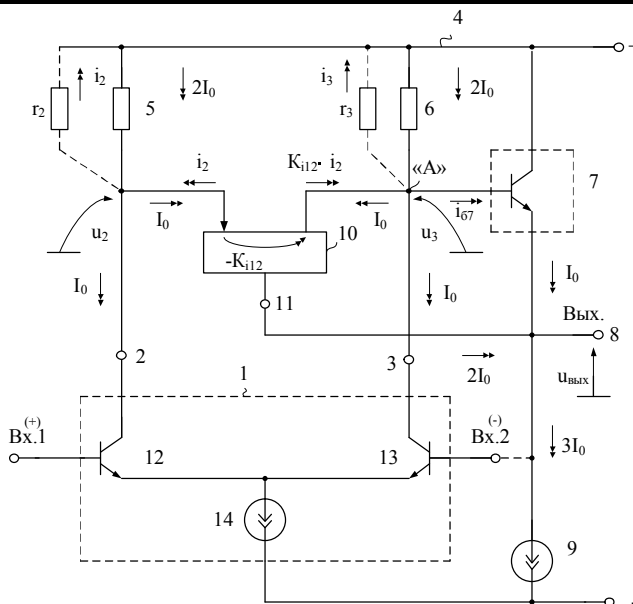 4
i₂
i₃
r₂
5
2I₀
r₃
6
2I₀
i₂
Kᵢ₁₂· i₂
«А»
7
I₀
I₀
iб7
u₂
10
u₃
-Kᵢ₁₂
I₀
I₀
I₀
11
Вых.
8
2
3
2I₀
uвых
1
(+)
Вх.1
(-)
Вх.2
3I₀
12
13
14
9